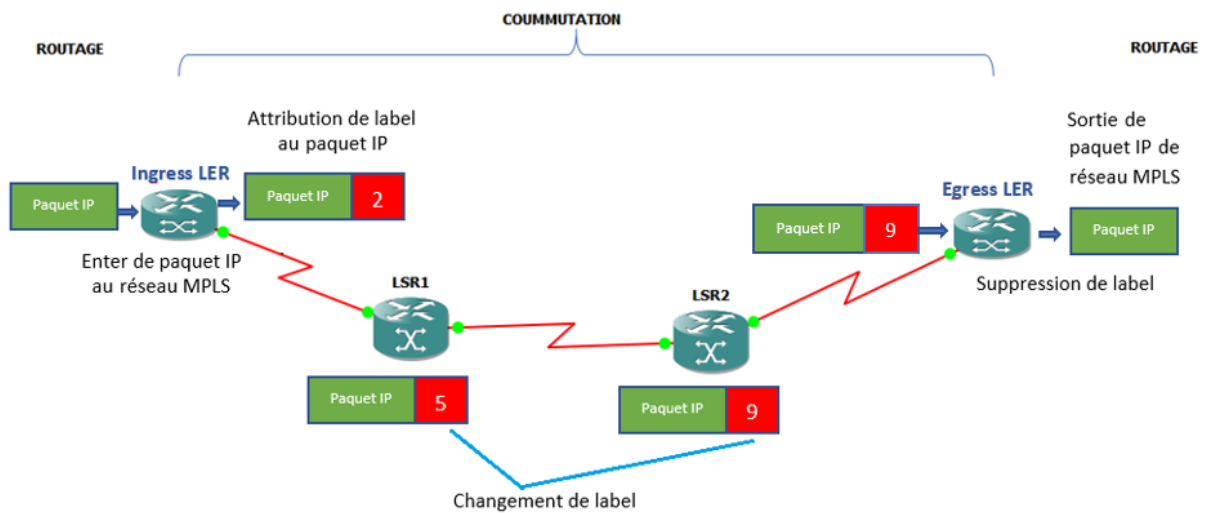 COUMMUTATION
ROUTAGE
ROUTAGE
Attribution de label
au paquet IP
Sortie de
paquet IP de
réseau MPLS
Ingress LER
Egress LER
Paquet IP
Paquet IP 2
Paquet IP 9
Paquet IP
Enter de paquet IP
au réseau MPLS
Suppression de label
LSR1
LSR2
Paquet IP 5
Paquet IP 9
Changement de label